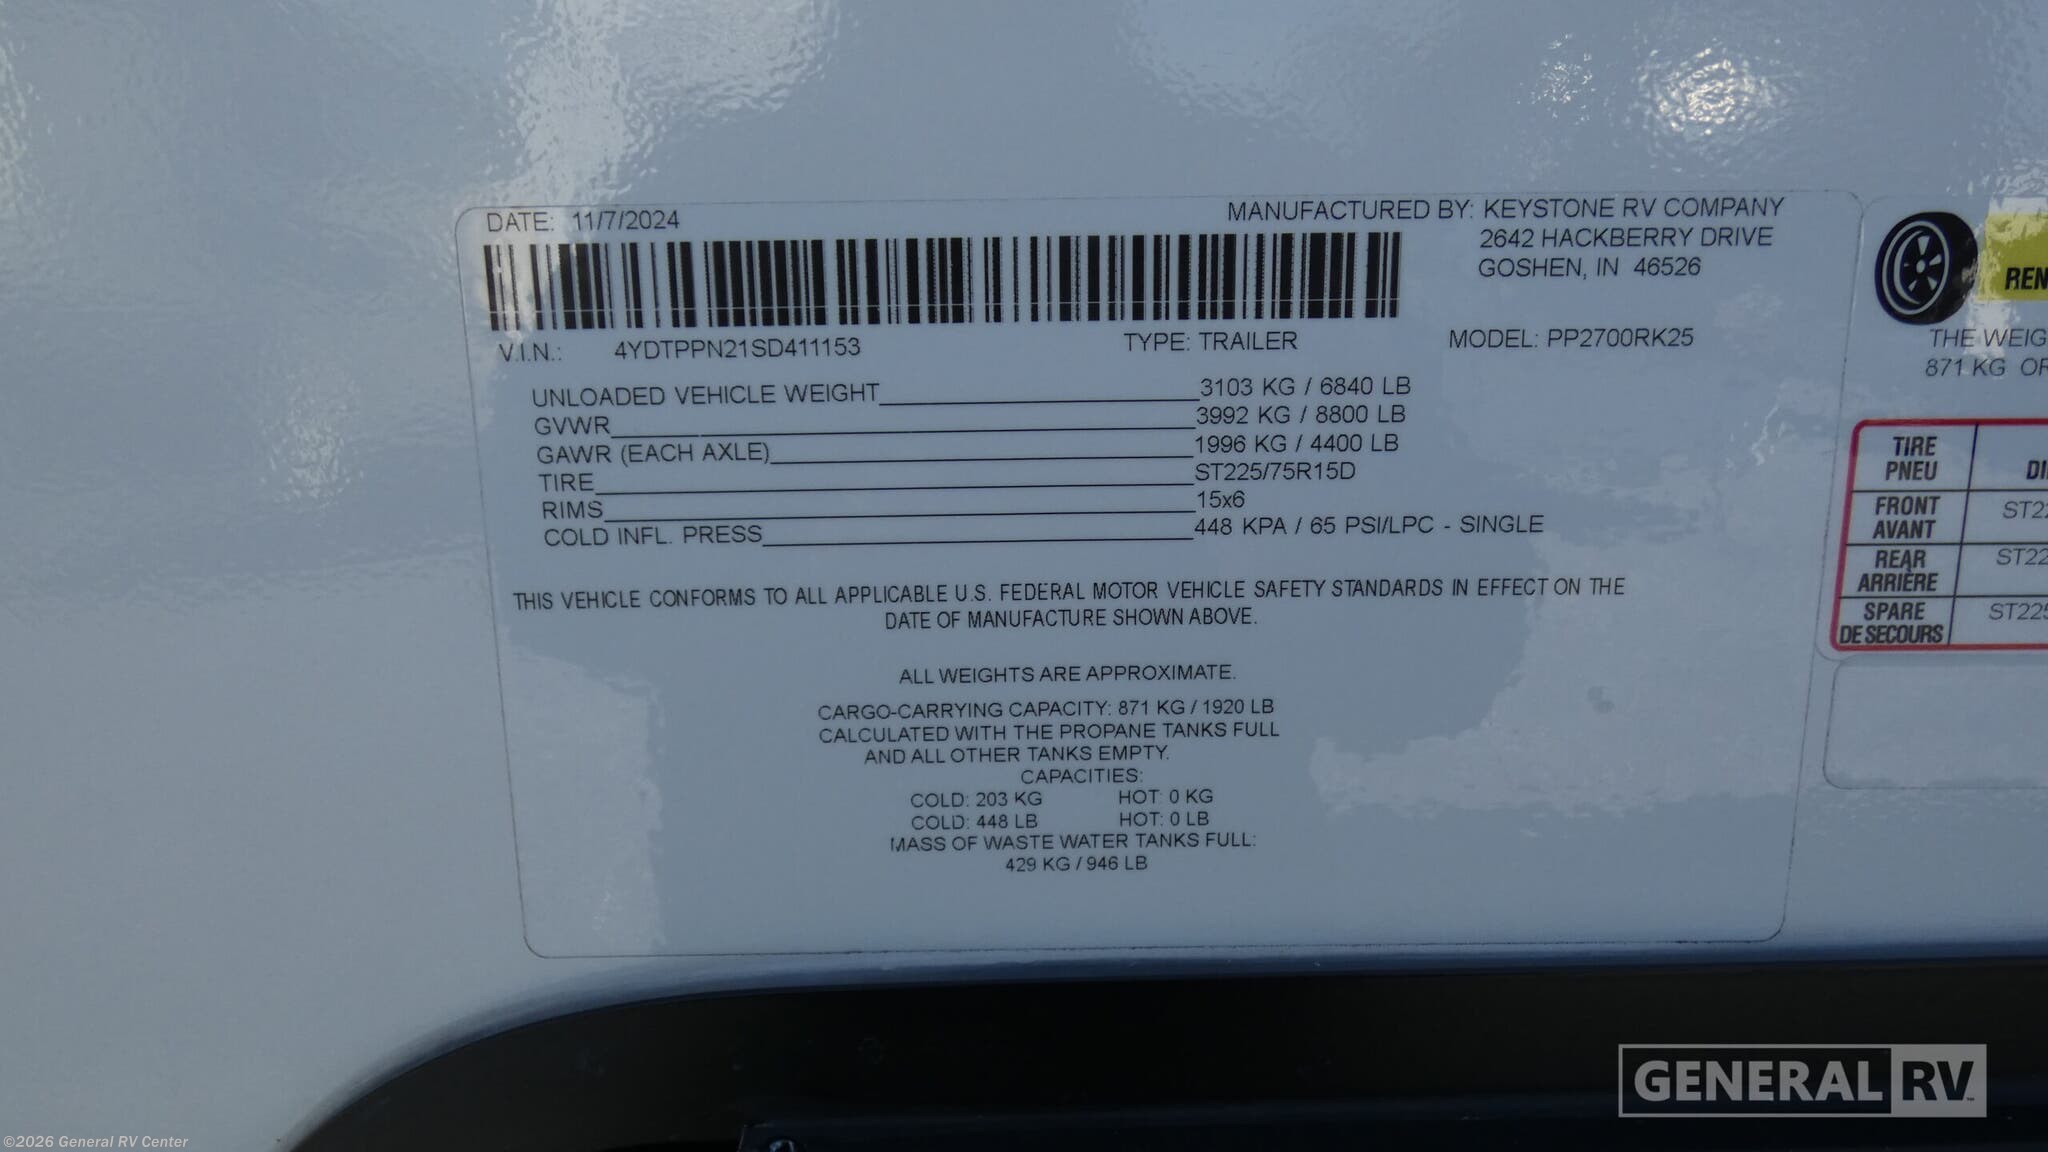 DATE: 11/7/2024
MANUFACTURED BY: KEYSTONE RV COMPANY
2642 HACKBERRY DRIVE
GOSHEN, IN 46526
V.I.N.: 4YDTPPN21SD411153 TYPE: TRAILER MODEL: PP2700RK25
UNLOADED VEHICLE WEIGHT 3103 KG / 6840 LB
GVWR 3992 KG / 8800 LB
GAWR (EACH AXLE) 1996 KG / 4400 LB
TIRE ST225/75R15D
RIMS 15x6
COLD INFL. PRESS 448 KPA / 65 PSI/LPC - SINGLE
THIS VEHICLE CONFORMS TO ALL APPLICABLE U.S. FEDERAL MOTOR VEHICLE SAFETY STANDARDS IN EFFECT ON THE
DATE OF MANUFACTURE SHOWN ABOVE.
ALL WEIGHTS ARE APPROXIMATE.
CARGO-CARRYING CAPACITY: 871 KG / 1920 LB
CALCULATED WITH THE PROPANE TANKS FULL
AND ALL OTHER TANKS EMPTY.
CAPACITIES:
COLD: 203 KG HOT: 0 KG
COLD: 448 LB HOT: 0 LB
MASS OF WASTE WATER TANKS FULL:
429 KG / 946 LB
REN
THE WEIG
871 KG OR
TIRE
PNEU
DI
FRONT
AVANT
ST22
REAR
ARRIÈRE
ST22
SPARE
DE SECOURS
ST225
GENERAL RV
©2026 General RV Center